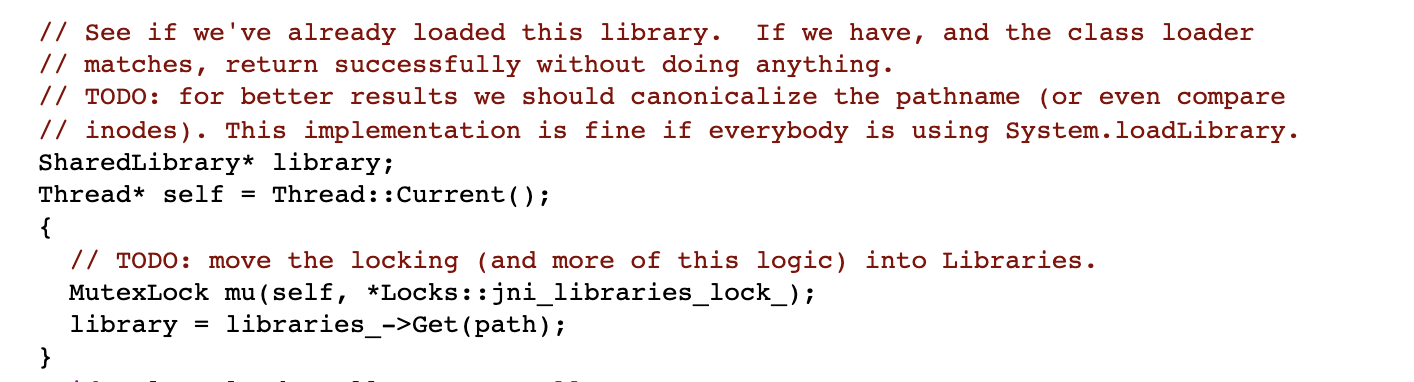 // See if we've already loaded this library.  If we have, and the class loader
// matches, return successfully without doing anything.
// TODO: for better results we should canonicalize the pathname (or even compare
// inodes). This implementation is fine if everybody is using System.loadLibrary.
SharedLibrary* library;
Thread* self = Thread::Current();
{
  // TODO: move the locking (and more of this logic) into Libraries.
  MutexLock mu(self, *Locks::jni_libraries_lock_);
  library = libraries_->Get(path);
}